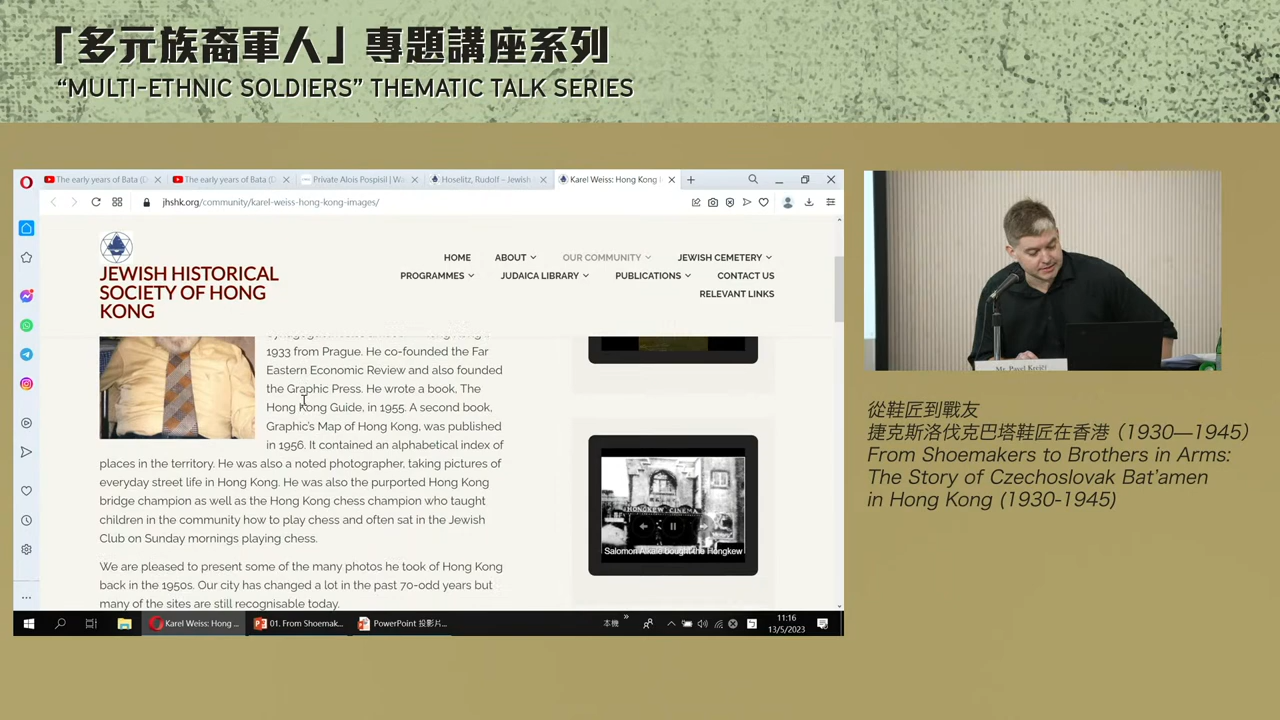 「多元族裔軍人」專題講座系列
“MULTI-ETHNIC SOLDIERS” THEMATIC TALK SERIES
The early years of Bata (D
The early years of Bata (D
Private Alois Pospisil | Wa
Hoselitz, Rudolf – Jewish
Karel Weiss: Hong Kong I
jhshk.org/community/karel-weiss-hong-kong-images/
JEWISH HISTORICAL
SOCIETY OF HONG
KONG
HOME ABOUT OUR COMMUNITY JEWISH CEMETERY
PROGRAMMES JUDAICA LIBRARY PUBLICATIONS CONTACT US
RELEVANT LINKS
1933 from Prague. He co-founded the Far
Eastern Economic Review and also founded
the Graphic Press. He wrote a book, The
Hong Kong Guide, in 1955. A second book,
Graphic’s Map of Hong Kong, was published
in 1956. It contained an alphabetical index of
places in the territory. He was also a noted photographer, taking pictures of
everyday street life in Hong Kong. He was also the purported Hong Kong
bridge champion as well as the Hong Kong chess champion who taught
children in the community how to play chess and often sat in the Jewish
Club on Sunday mornings playing chess.
We are pleased to present some of the many photos he took of Hong Kong
back in the 1950s. Our city has changed a lot in the past 70-odd years but
many of the sites are still recognisable today.
HONGKEW CINEMA
bought the Hongkew
Karel Weiss: Hong ...
01. From Shoemak...
PowerPoint 投影片...
本機
11:16
13/5/2023
Mr. Pavel Krejčí
從鞋匠到戰友
捷克斯洛伐克巴塔鞋匠在香港（1930—1945）
From Shoemakers to Brothers in Arms:
The Story of Czechoslovak Bat’amen
in Hong Kong (1930-1945)